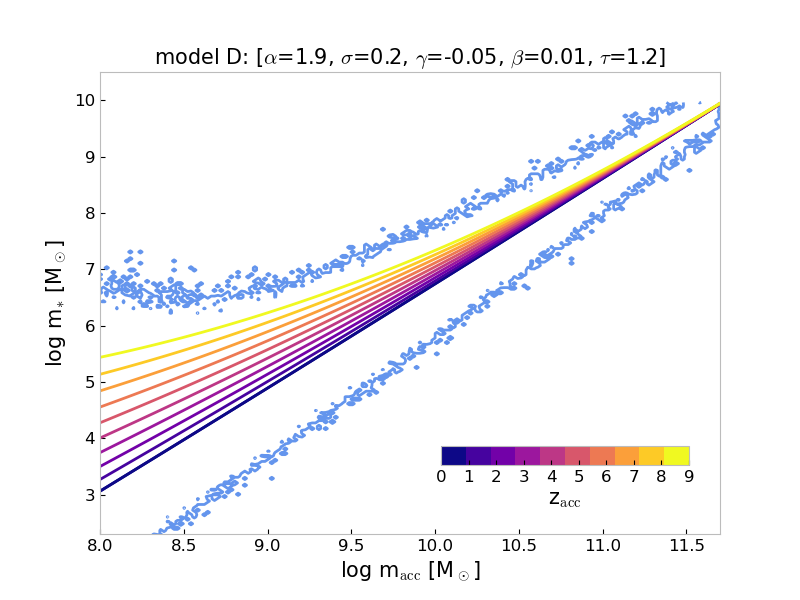 model D: [α=1.9, σ=0.2, γ=-0.05, β=0.01, τ=1.2]
log m* [M⊙]
10
9
8
7
6
5
4
3
0 1 2 3 4 5 6 7 8 9
zacc
8.0 8.5 9.0 9.5 10.0 10.5 11.0 11.5
log macc [M⊙]